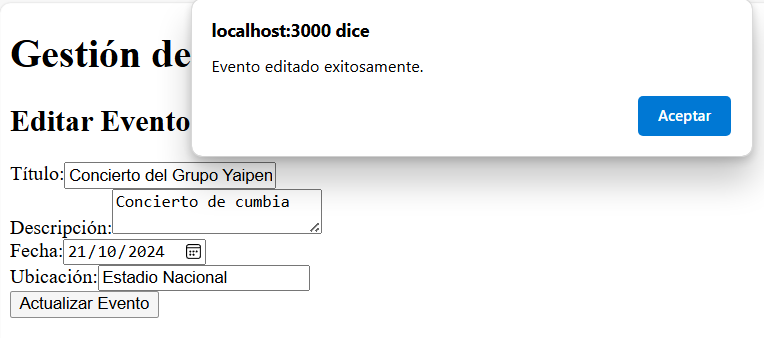 localhost:3000 dice
Evento editado exitosamente.
Aceptar
Gestión de
Editar Evento
Título: Concierto del Grupo Yaipen
Descripción: Concierto de cumbia
Fecha: 21/10/2024
Ubicación: Estadio Nacional
Actualizar Evento